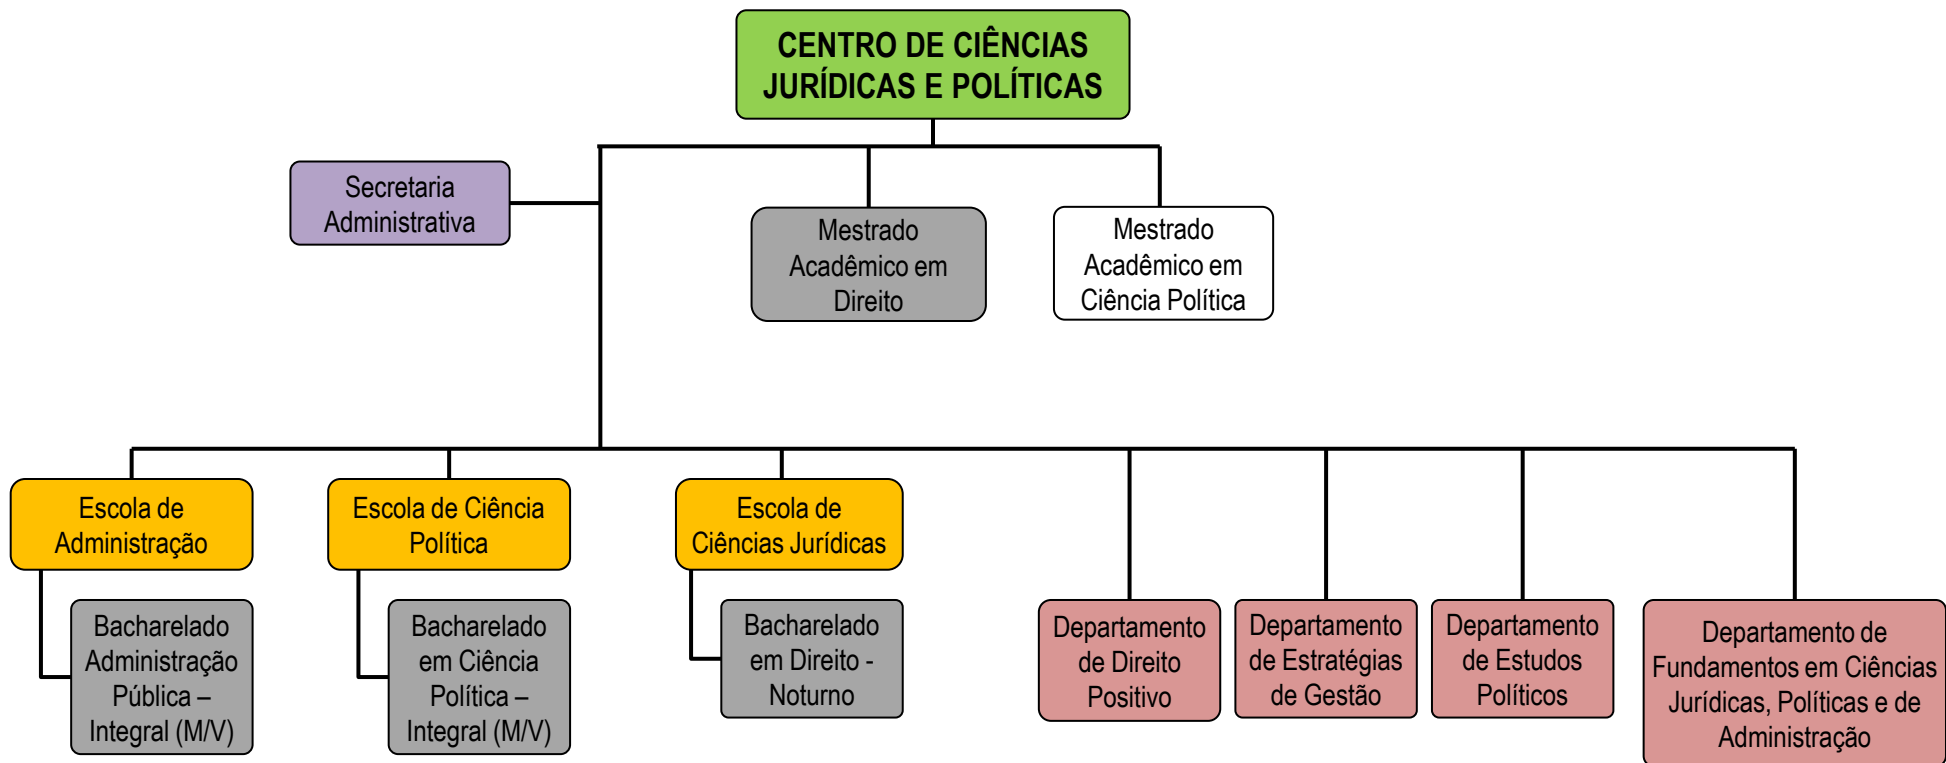 CENTRO DE CIÊNCIAS
JURÍDICAS E POLÍTICAS
Secretaria
Administrativa
Mestrado
Acadêmico em
Direito
Mestrado
Acadêmico em
Ciência Política
Escola de
Administração
Escola de Ciência
Política
Escola de
Ciências Jurídicas
Bacharelado
Administração
Pública –
Integral (M/V)
Bacharelado
em Ciência
Política –
Integral (M/V)
Bacharelado
em Direito -
Noturno
Departamento
de Direito
Positivo
Departamento
de Estratégias
de Gestão
Departamento
de Estudos
Políticos
Departamento de
Fundamentos em Ciências
Jurídicas, Políticas e de
Administração